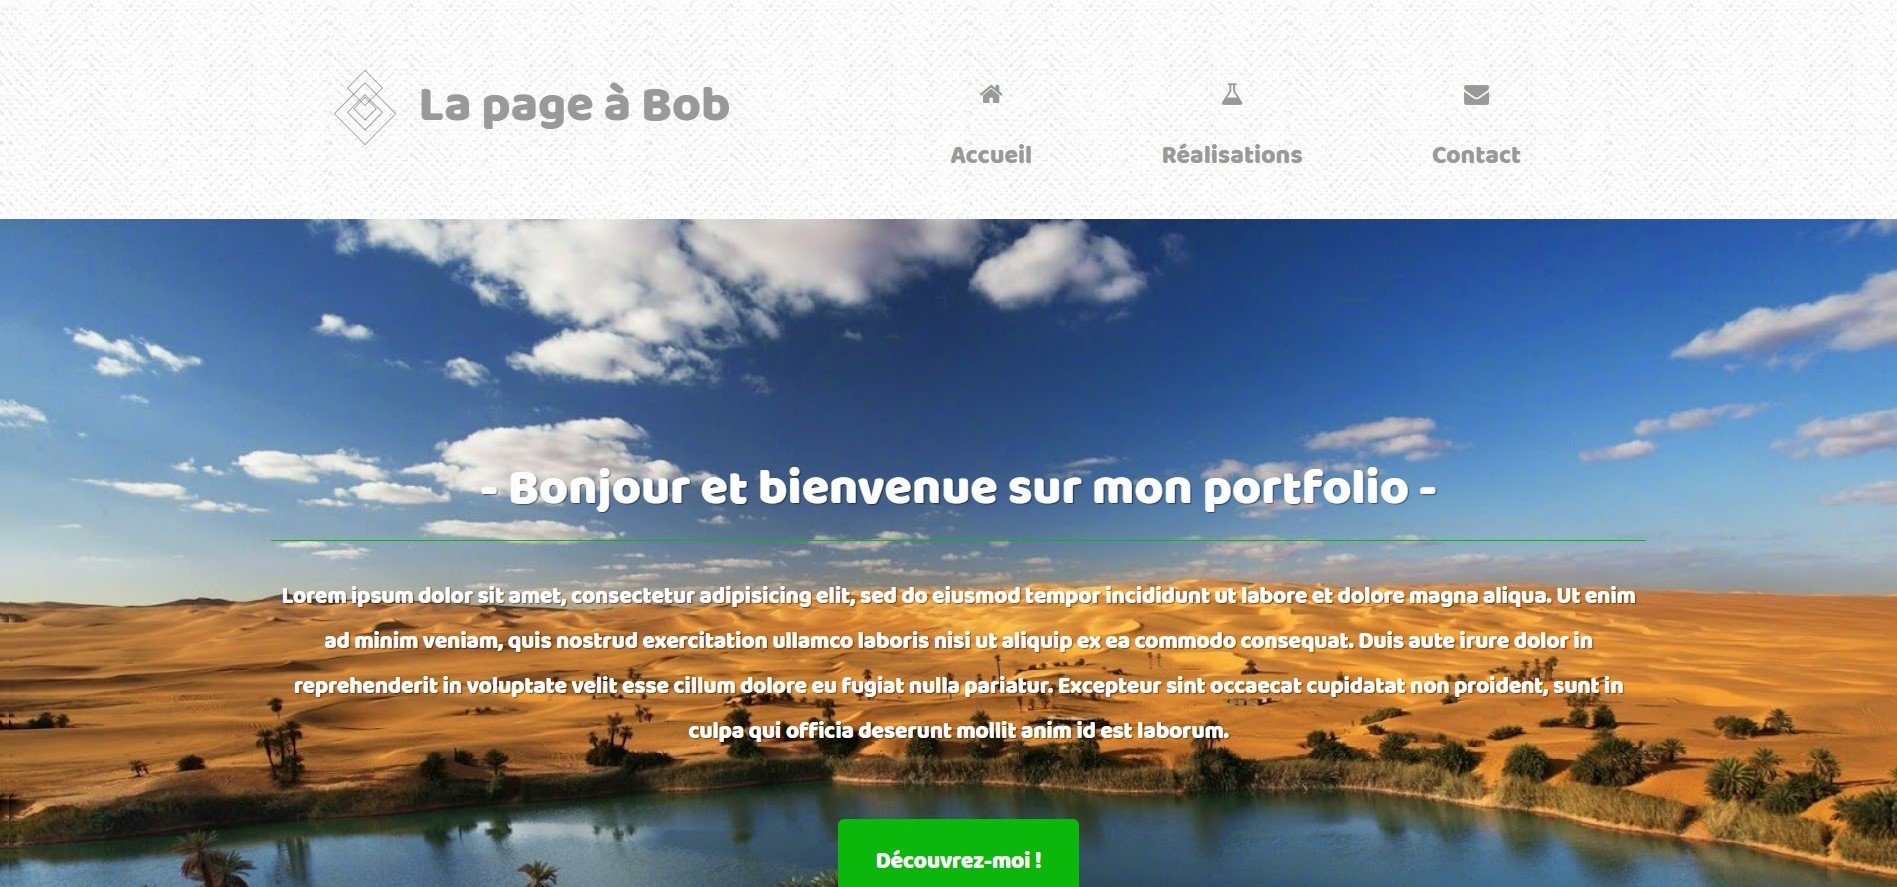 La page à Bob
Accueil
Réalisations
Contact
- Bonjour et bienvenue sur mon portfolio -
Lorem ipsum dolor sit amet, consectetur adipisicing elit, sed do eiusmod tempor incididunt ut labore et dolore magna aliqua. Ut enim
ad minim veniam, quis nostrud exercitation ullamco laboris nisi ut aliquip ex ea commodo consequat. Duis aute irure dolor in
reprehenderit in voluptate velit esse cillum dolore eu fugiat nulla pariatur. Excepteur sint occaecat cupidatat non proident, sunt in
culpa qui officia deserunt mollit anim id est laborum.
Découvrez-moi !